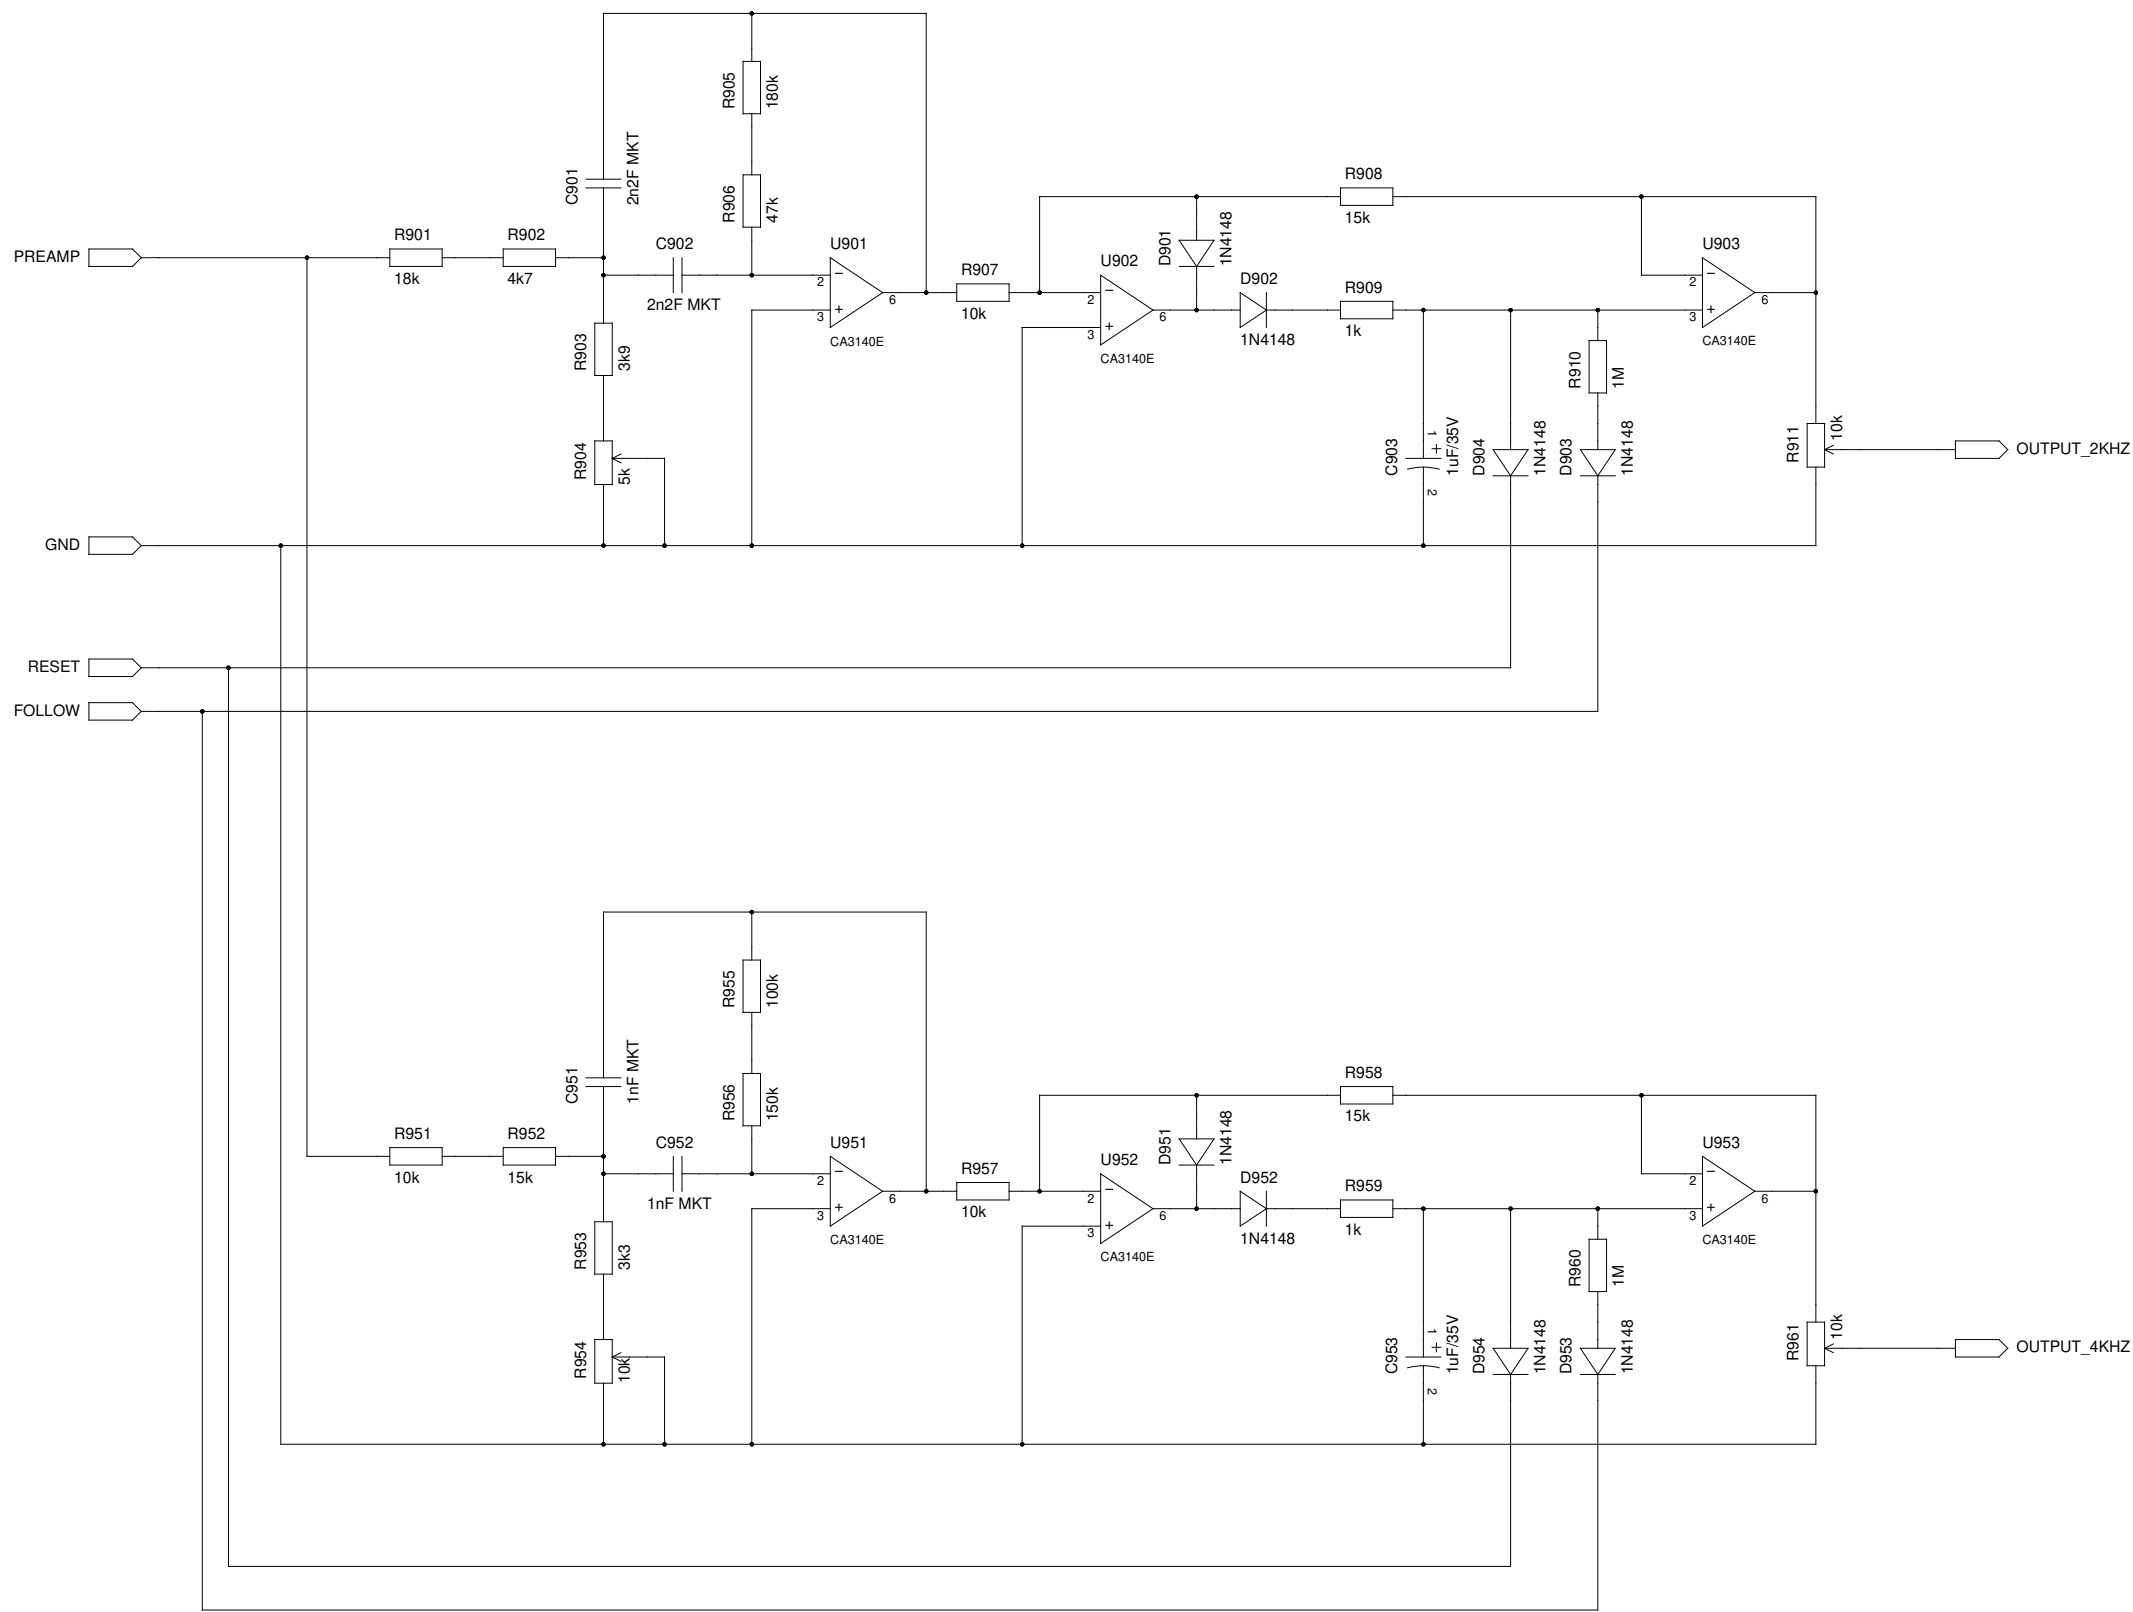 R905
180k
C901
2n2F MKT
R906
47k
R908
15k
PREAMP
R901
18k
R902
4k7
C902
2n2F MKT
U901
−
2
+
3
6
CA3140E
R907
10k
U902
−
2
+
3
6
CA3140E
D901
1N4148
D902
1N4148
R909
1k
U903
−
2
+
3
6
CA3140E
R903
3k9
R904
5k
C903
1
+
1uF/35V
2
D904
1N4148
R910
1M
D903
1N4148
R911
10k
OUTPUT_2KHZ
GND
RESET
FOLLOW
R955
100k
C951
1nF MKT
R956
150k
R958
15k
R951
10k
R952
15k
C952
1nF MKT
U951
−
2
+
3
6
CA3140E
R957
10k
U952
−
2
+
3
6
CA3140E
D951
1N4148
D952
1N4148
R959
1k
U953
−
2
+
3
6
CA3140E
R953
3k3
R954
10k
C953
1
+
1uF/35V
2
D954
1N4148
R960
1M
D953
1N4148
R961
10k
OUTPUT_4KHZ